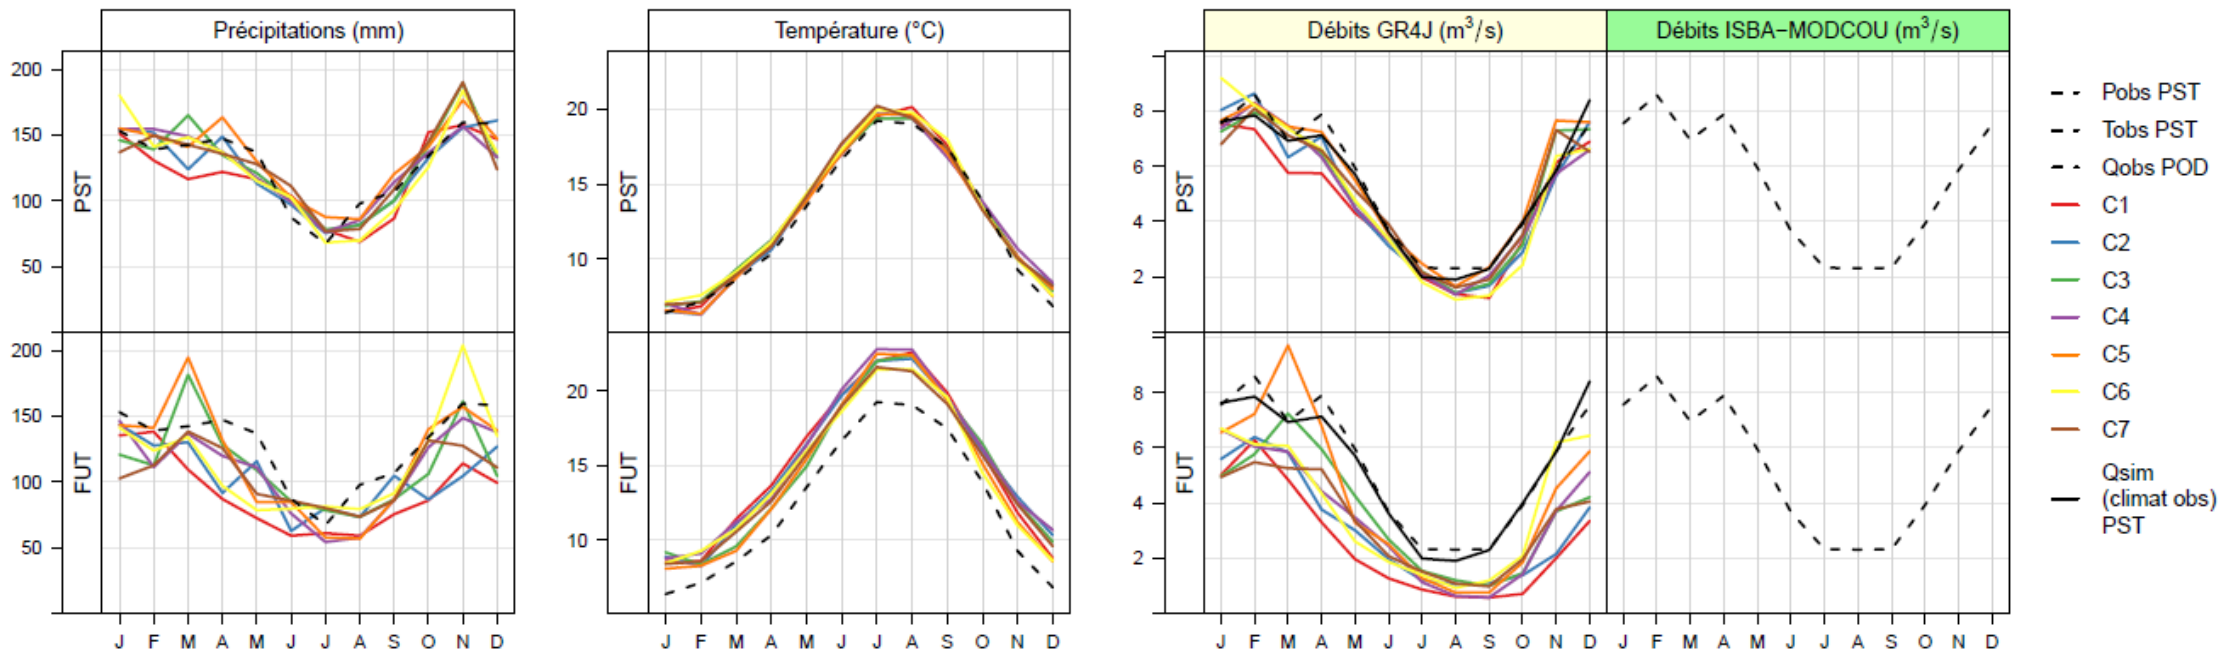 Précipitations (mm)
Température (°C)
Débits GR4J (m³/s)
Débits ISBA−MODCOU (m³/s)
200
150
100
50
PST
20
15
10
PST
8
6
4
2
PST
200
150
100
50
FUT
20
15
10
FUT
8
6
4
2
FUT
J F M A M J J A S O N D
J F M A M J J A S O N D
J F M A M J J A S O N D
J F M A M J J A S O N D
Pobs PST
Tobs PST
Qobs POD
C1
C2
C3
C4
C5
C6
C7
Qsim
(climat obs)
PST